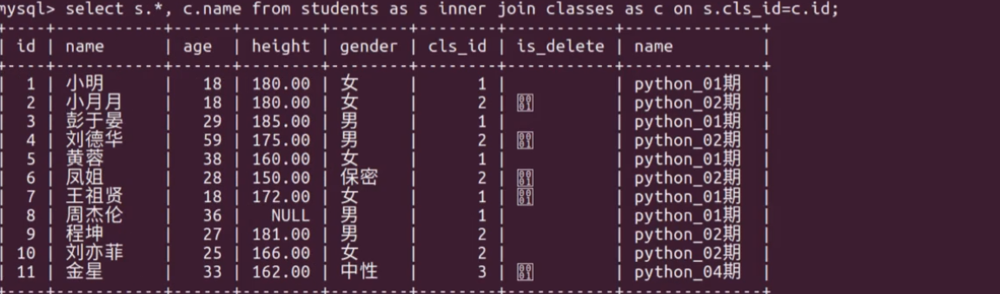 mysql> select s.*, c.name from students as s inner join classes as c on s.cls_id=c.id;
| id | name | age | height | gender | cls_id | is_delete | name |
| 1 | 小明 | 18 | 180.00 | 女 | 1 | | python_01期 |
| 2 | 小月月 | 18 | 180.00 | 女 | 2 | 0001 | python_02期 |
| 3 | 彭于晏 | 29 | 185.00 | 男 | 1 | | python_01期 |
| 4 | 刘德华 | 59 | 175.00 | 男 | 2 | 0001 | python_02期 |
| 5 | 黄蓉 | 38 | 160.00 | 女 | 1 | | python_01期 |
| 6 | 凤姐 | 28 | 150.00 | 保密 | 2 | 0001 | python_02期 |
| 7 | 王祖贤 | 18 | 172.00 | 女 | 1 | 0001 | python_01期 |
| 8 | 周杰伦 | 36 | NULL | 男 | 1 | | python_01期 |
| 9 | 程坤 | 27 | 181.00 | 男 | 2 | | python_02期 |
| 10 | 刘亦菲 | 25 | 166.00 | 女 | 2 | | python_02期 |
| 11 | 金星 | 33 | 162.00 | 中性 | 3 | 0001 | python_04期 |